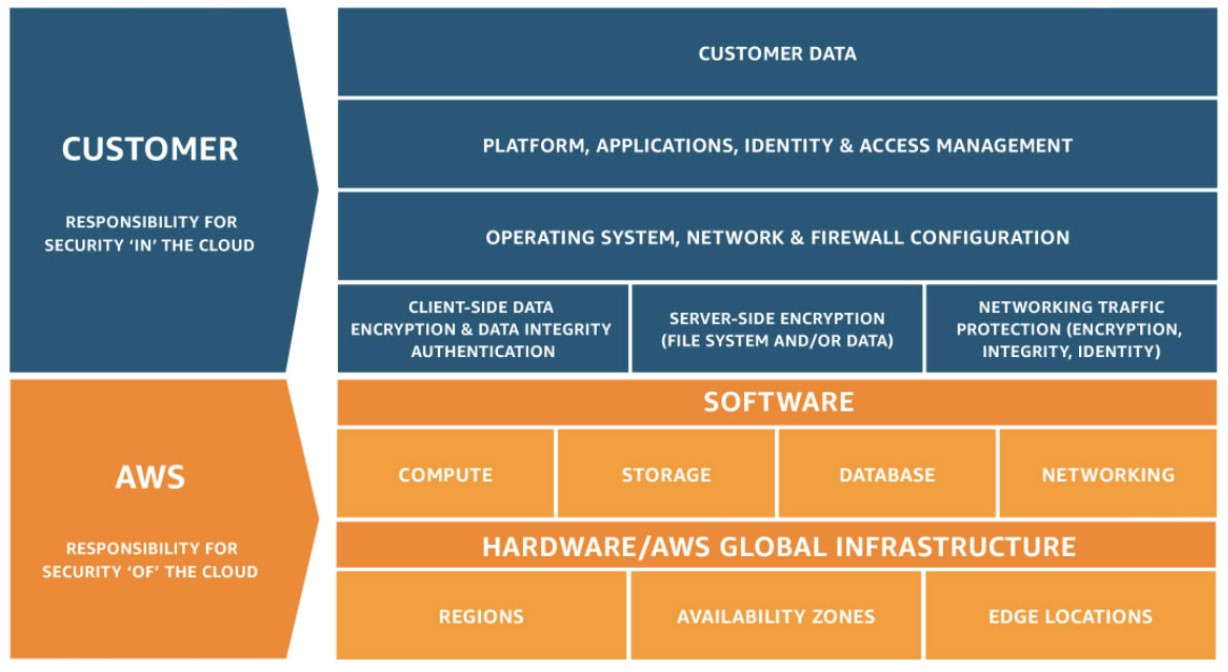 CUSTOMER
RESPONSIBILITY FOR
SECURITY ‘IN’ THE CLOUD
CUSTOMER DATA
PLATFORM, APPLICATIONS, IDENTITY & ACCESS MANAGEMENT
OPERATING SYSTEM, NETWORK & FIREWALL CONFIGURATION
CLIENT-SIDE DATA
ENCRYPTION & DATA INTEGRITY
AUTHENTICATION
SERVER-SIDE ENCRYPTION
(FILE SYSTEM AND/OR DATA)
NETWORKING TRAFFIC
PROTECTION (ENCRYPTION,
INTEGRITY, IDENTITY)
AWS
RESPONSIBILITY FOR
SECURITY ‘OF’ THE CLOUD
SOFTWARE
COMPUTE
STORAGE
DATABASE
NETWORKING
HARDWARE/AWS GLOBAL INFRASTRUCTURE
REGIONS
AVAILABILITY ZONES
EDGE LOCATIONS